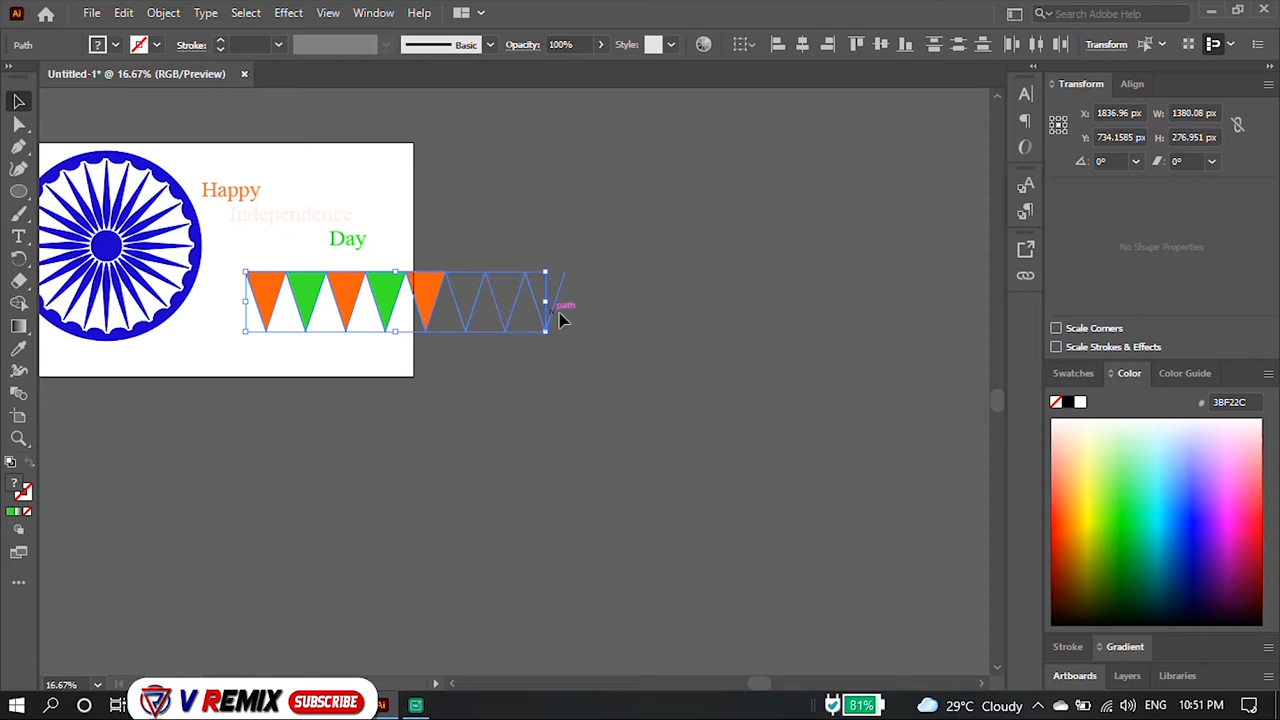 Ai
File Edit Object Type Select Effect View Window Help
Search Adobe Help
Path
?
Stroke:
Basic
Opacity: 100%
Style:
Transform
Untitled-1* @ 16.67% (RGB/Preview)
Transform Align
X: 1836.96 px W: 1380.08 px
Y: 734.1585 px H: 276.951 px
0° 0°
No Shape Properties
Happy
Independence
Day
path
Scale Corners
Scale Strokes & Effects
Swatches Color Color Guide
# 3BF22C
Stroke Gradient
Artboards Layers Libraries
16.67%
V REMIX
SUBSCRIBE
Ai
81%
29°C Cloudy
ENG 10:51 PM